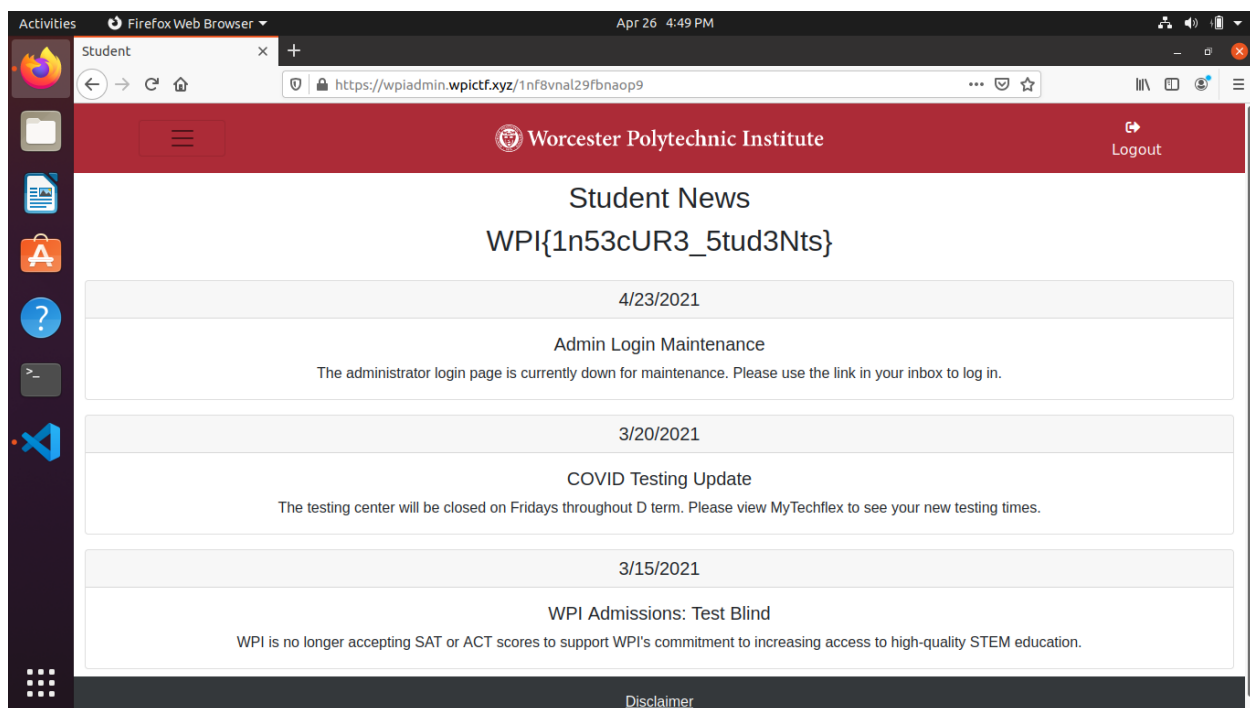 Activities Firefox Web Browser Apr 26 4:49 PM
Student
https://wpiadmin.wpictf.xyz/1nf8vnal29fbnaop9
Worcester Polytechnic Institute
Logout
Student News
WPI{1n53cUR3_5tud3Nts}
4/23/2021
Admin Login Maintenance
The administrator login page is currently down for maintenance. Please use the link in your inbox to log in.
3/20/2021
COVID Testing Update
The testing center will be closed on Fridays throughout D term. Please view MyTechflex to see your new testing times.
3/15/2021
WPI Admissions: Test Blind
WPI is no longer accepting SAT or ACT scores to support WPI's commitment to increasing access to high-quality STEM education.
Disclaimer